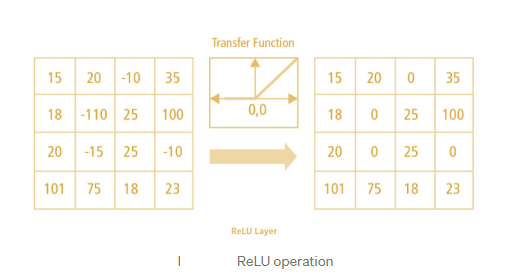 Transfer Function
15 20 -10 35
18 -110 25 100
20 -15 25 -10
101 75 18 23
0,0
15 20 0 35
18 0 25 100
20 0 25 0
101 75 18 23
ReLU Layer
| ReLU operation